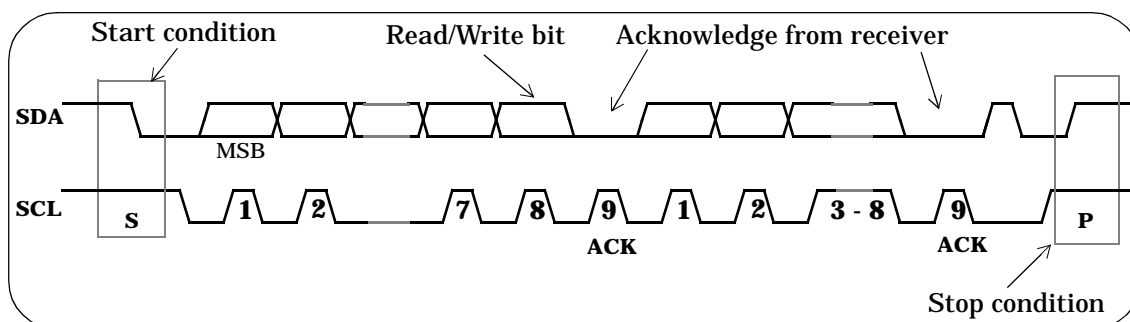 Start condition
Read/Write bit
Acknowledge from receiver
SDA
MSB
SCL
S
1
2
7
8
9
1
2
3 - 8
9
P
ACK
ACK
Stop condition